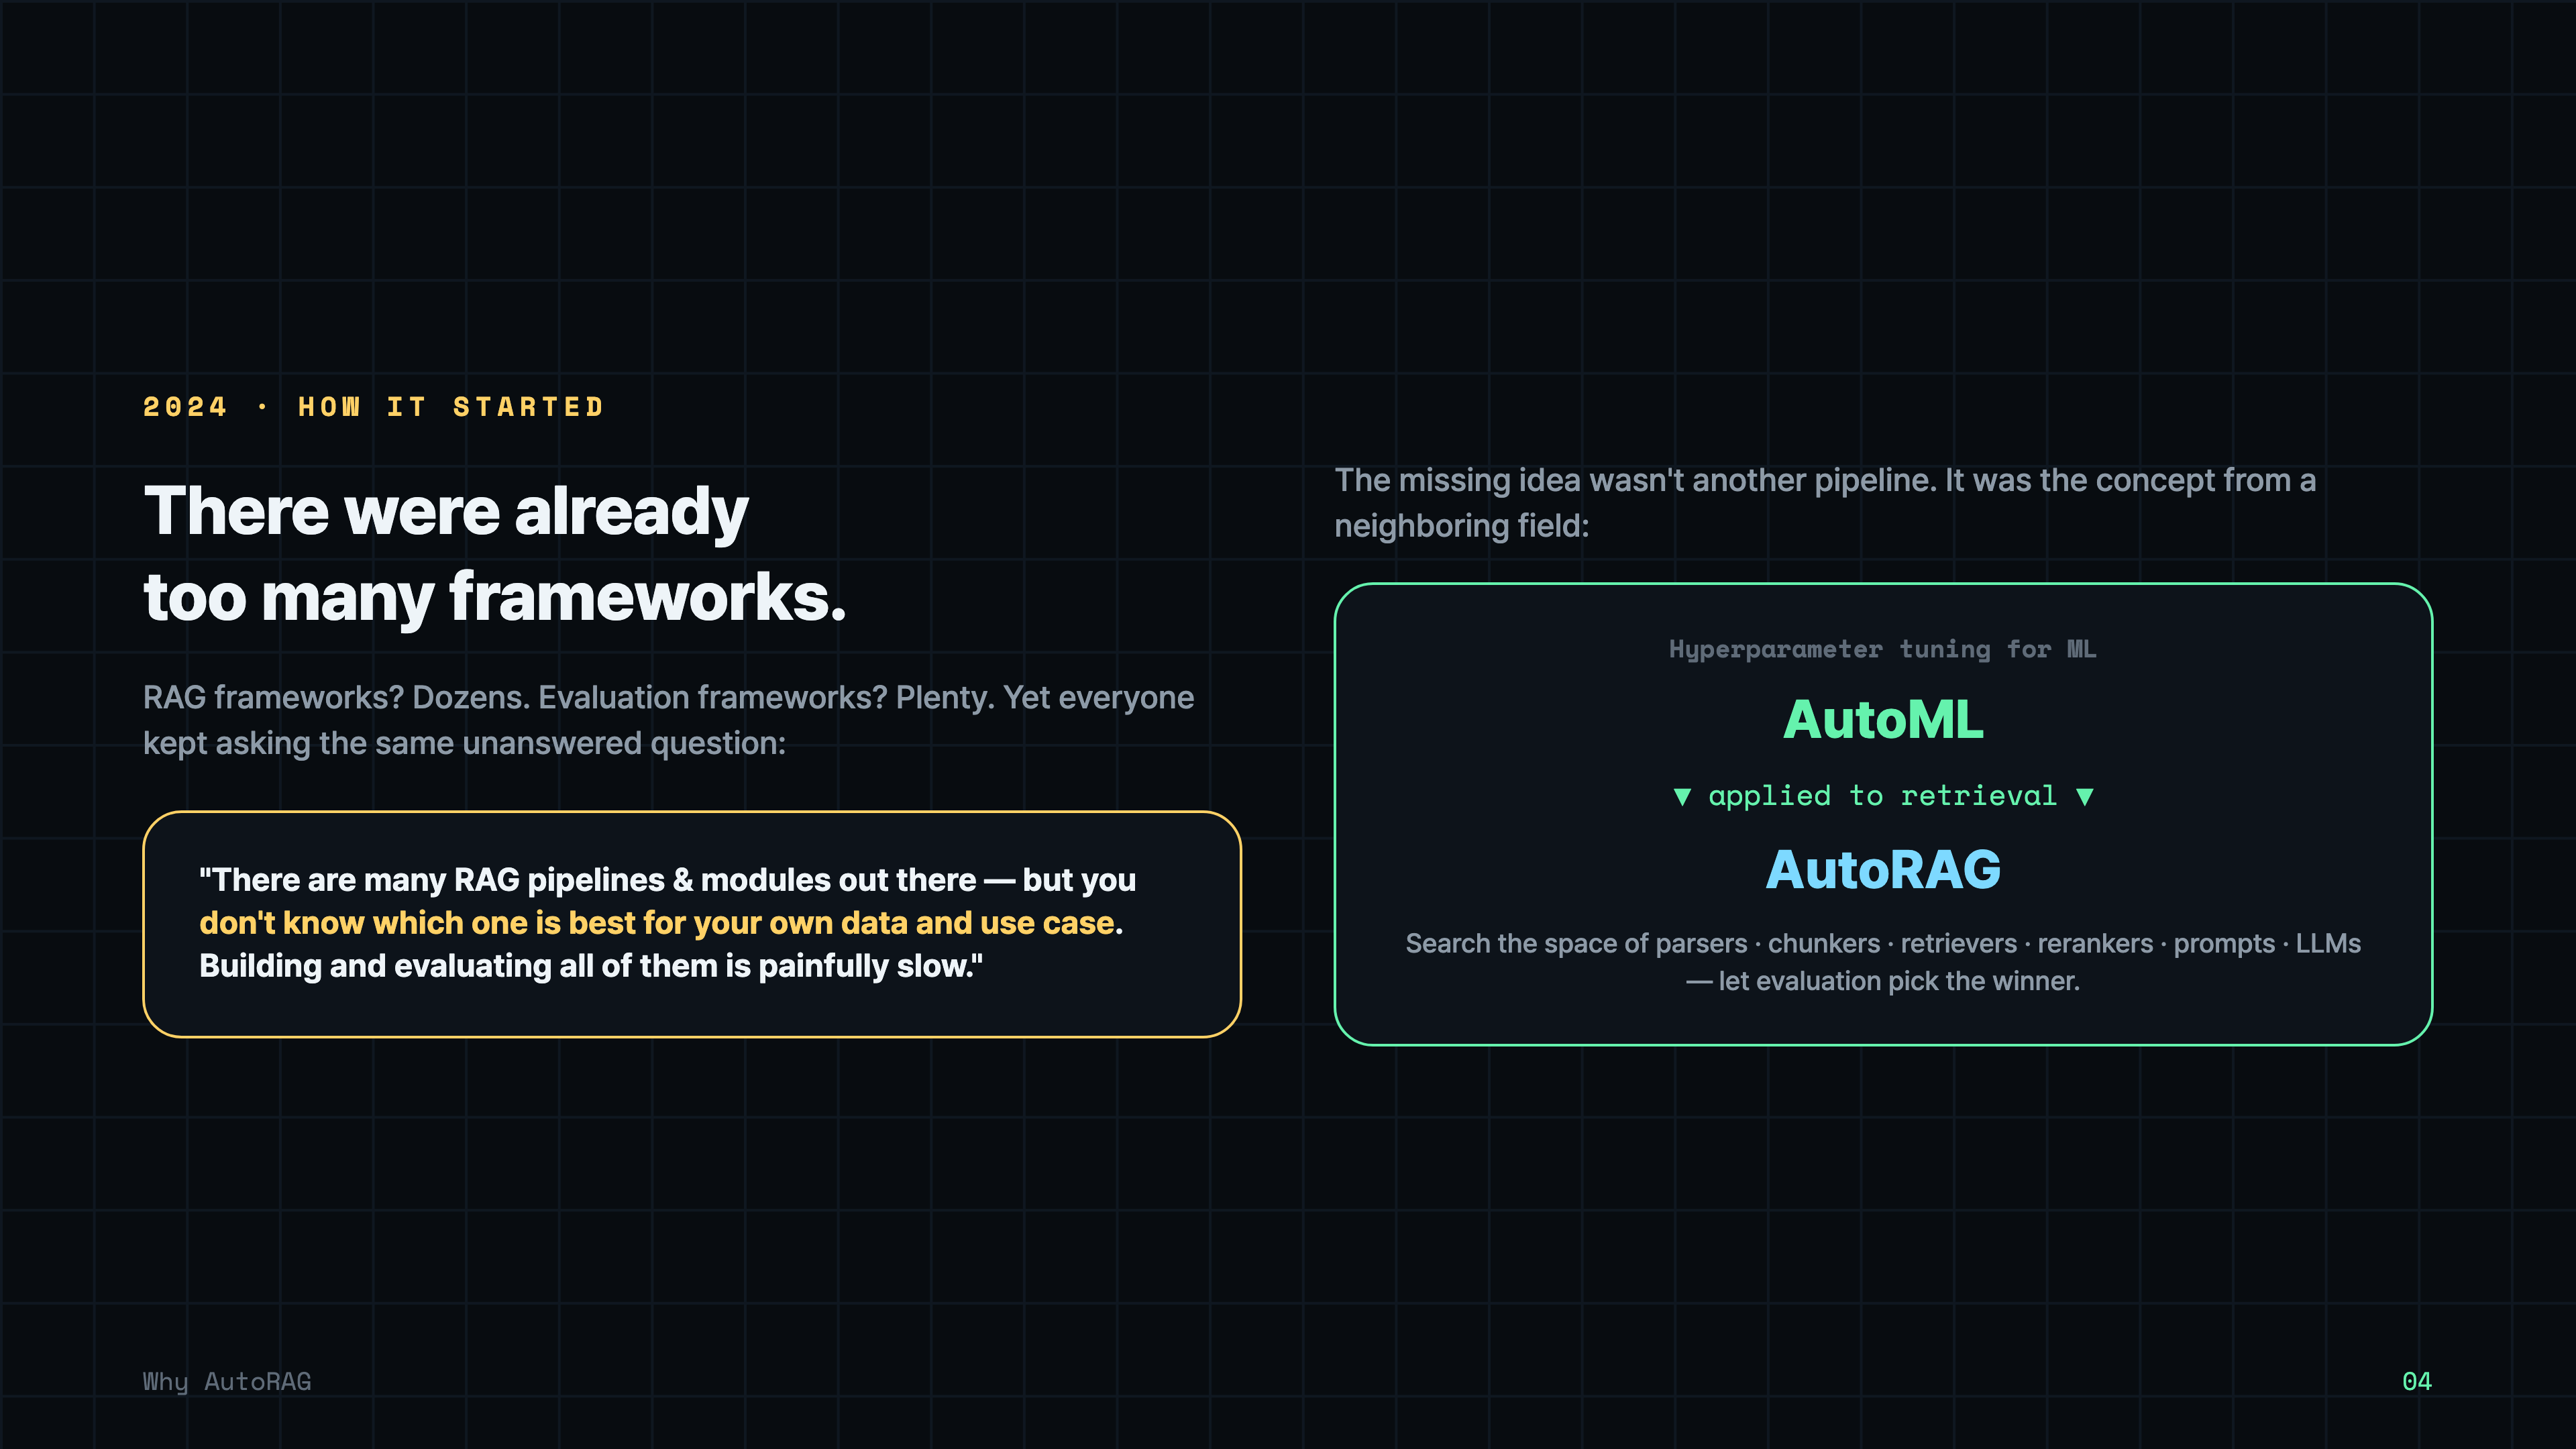 2024 · HOW IT STARTED
There were already
too many frameworks.
RAG frameworks? Dozens. Evaluation frameworks? Plenty. Yet everyone
kept asking the same unanswered question:
"There are many RAG pipelines & modules out there — but you
don't know which one is best for your own data and use case.
Building and evaluating all of them is painfully slow."
The missing idea wasn't another pipeline. It was the concept from a
neighboring field:
Hyperparameter tuning for ML
AutoML
▼ applied to retrieval ▼
AutoRAG
Search the space of parsers · chunkers · retrievers · rerankers · prompts · LLMs
— let evaluation pick the winner.
Why AutoRAG
04